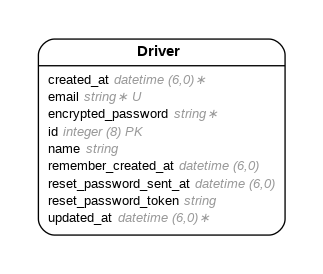 Driver
created_at datetime (6,0)∗
email string∗ U
encrypted_password string∗
id integer (8) PK
name string
remember_created_at datetime (6,0)
reset_password_sent_at datetime (6,0)
reset_password_token string
updated_at datetime (6,0)∗